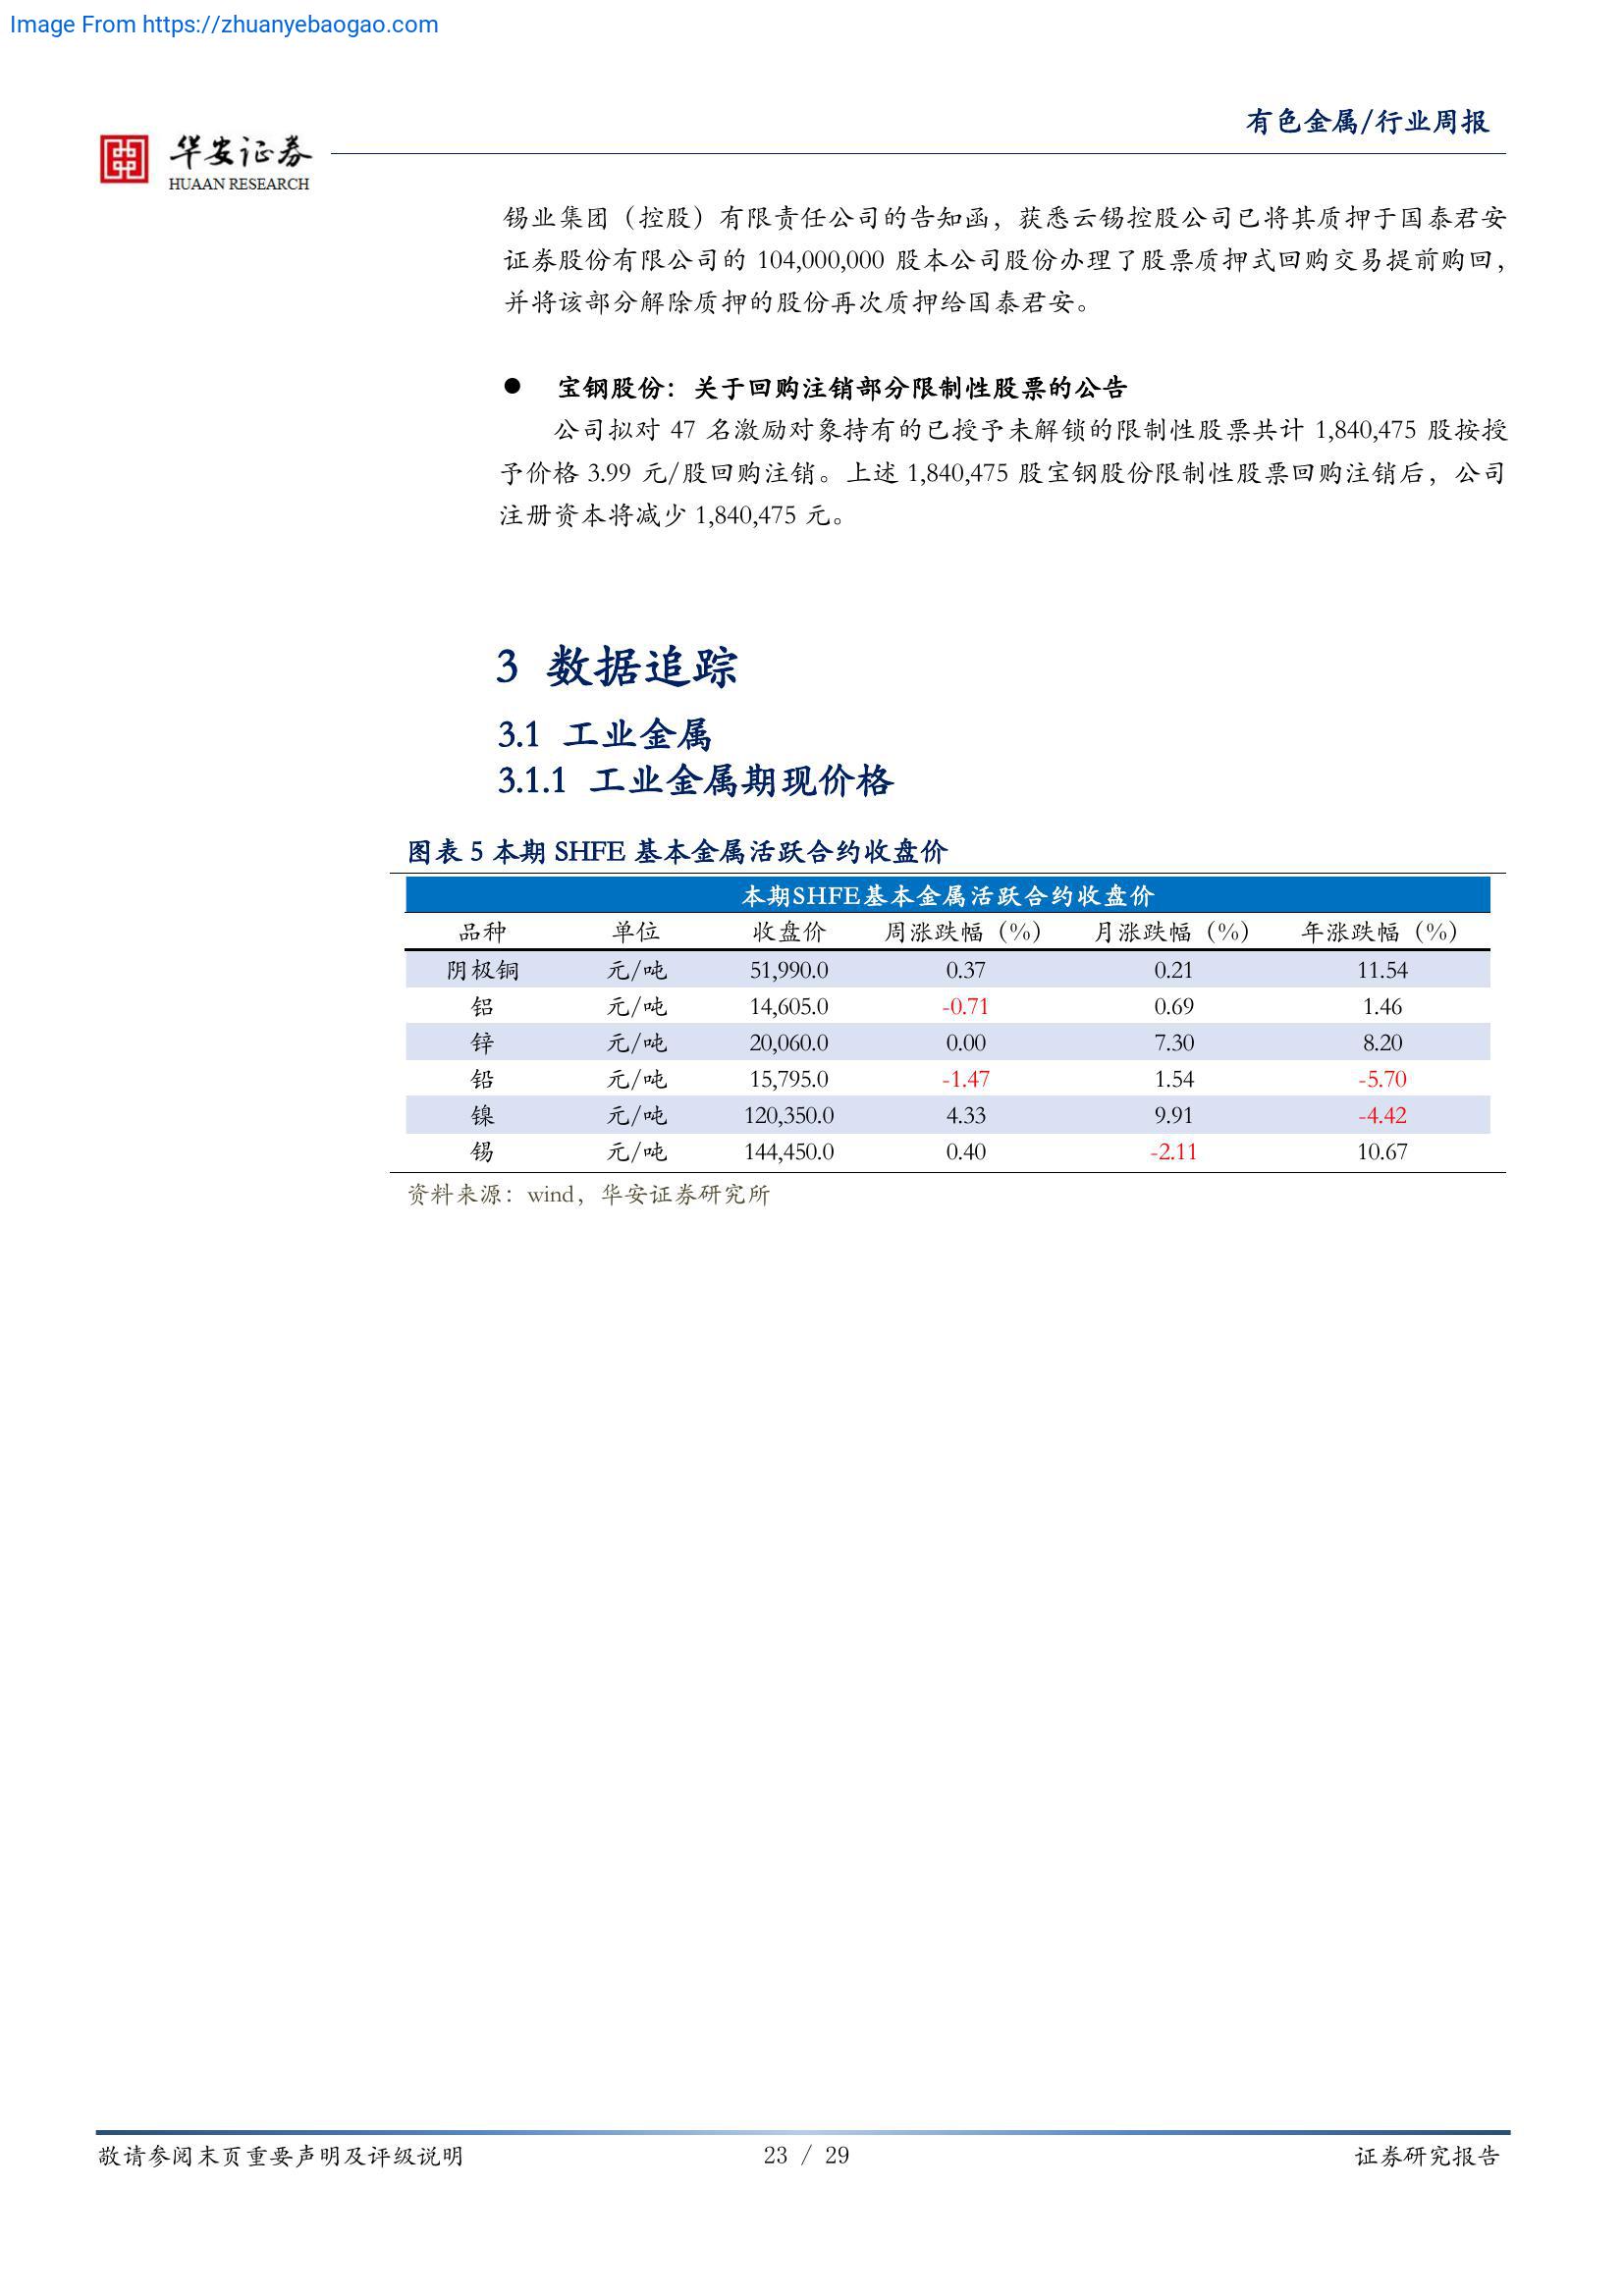 Image From https://zhuanyebaogao.com
有色金属/行业周报
华安证券
HUAAN RESEARCH
锡业集团（控股）有限责任公司的告知函，获悉云锡控股公司已将其质押于国泰君安
证券股份有限公司的 104,000,000 股本公司股份办理了股票质押式回购交易提前购回，
并将该部分解除质押的股份再次质押给国泰君安。
● 宝钢股份：关于回购注销部分限制性股票的公告
公司拟对 47 名激励对象持有的已授予未解锁的限制性股票共计 1,840,475 股按授
予价格 3.99 元/股回购注销。上述 1,840,475 股宝钢股份限制性股票回购注销后，公司
注册资本将减少 1,840,475 元。
3 数据追踪
3.1 工业金属
3.1.1 工业金属期现价格
图表 5 本期 SHFE 基本金属活跃合约收盘价
本期SHFE基本金属活跃合约收盘价
品种 单位 收盘价 周涨跌幅（%） 月涨跌幅（%） 年涨跌幅（%）
阴极铜 元/吨 51,990.0 0.37 0.21 11.54
铝 元/吨 14,605.0 -0.71 0.69 1.46
锌 元/吨 20,060.0 0.00 7.30 8.20
铅 元/吨 15,795.0 -1.47 1.54 -5.70
镍 元/吨 120,350.0 4.33 9.91 -4.42
锡 元/吨 144,450.0 0.40 -2.11 10.67
资料来源：wind，华安证券研究所
敬请参阅末页重要声明及评级说明 23 / 29 证券研究报告